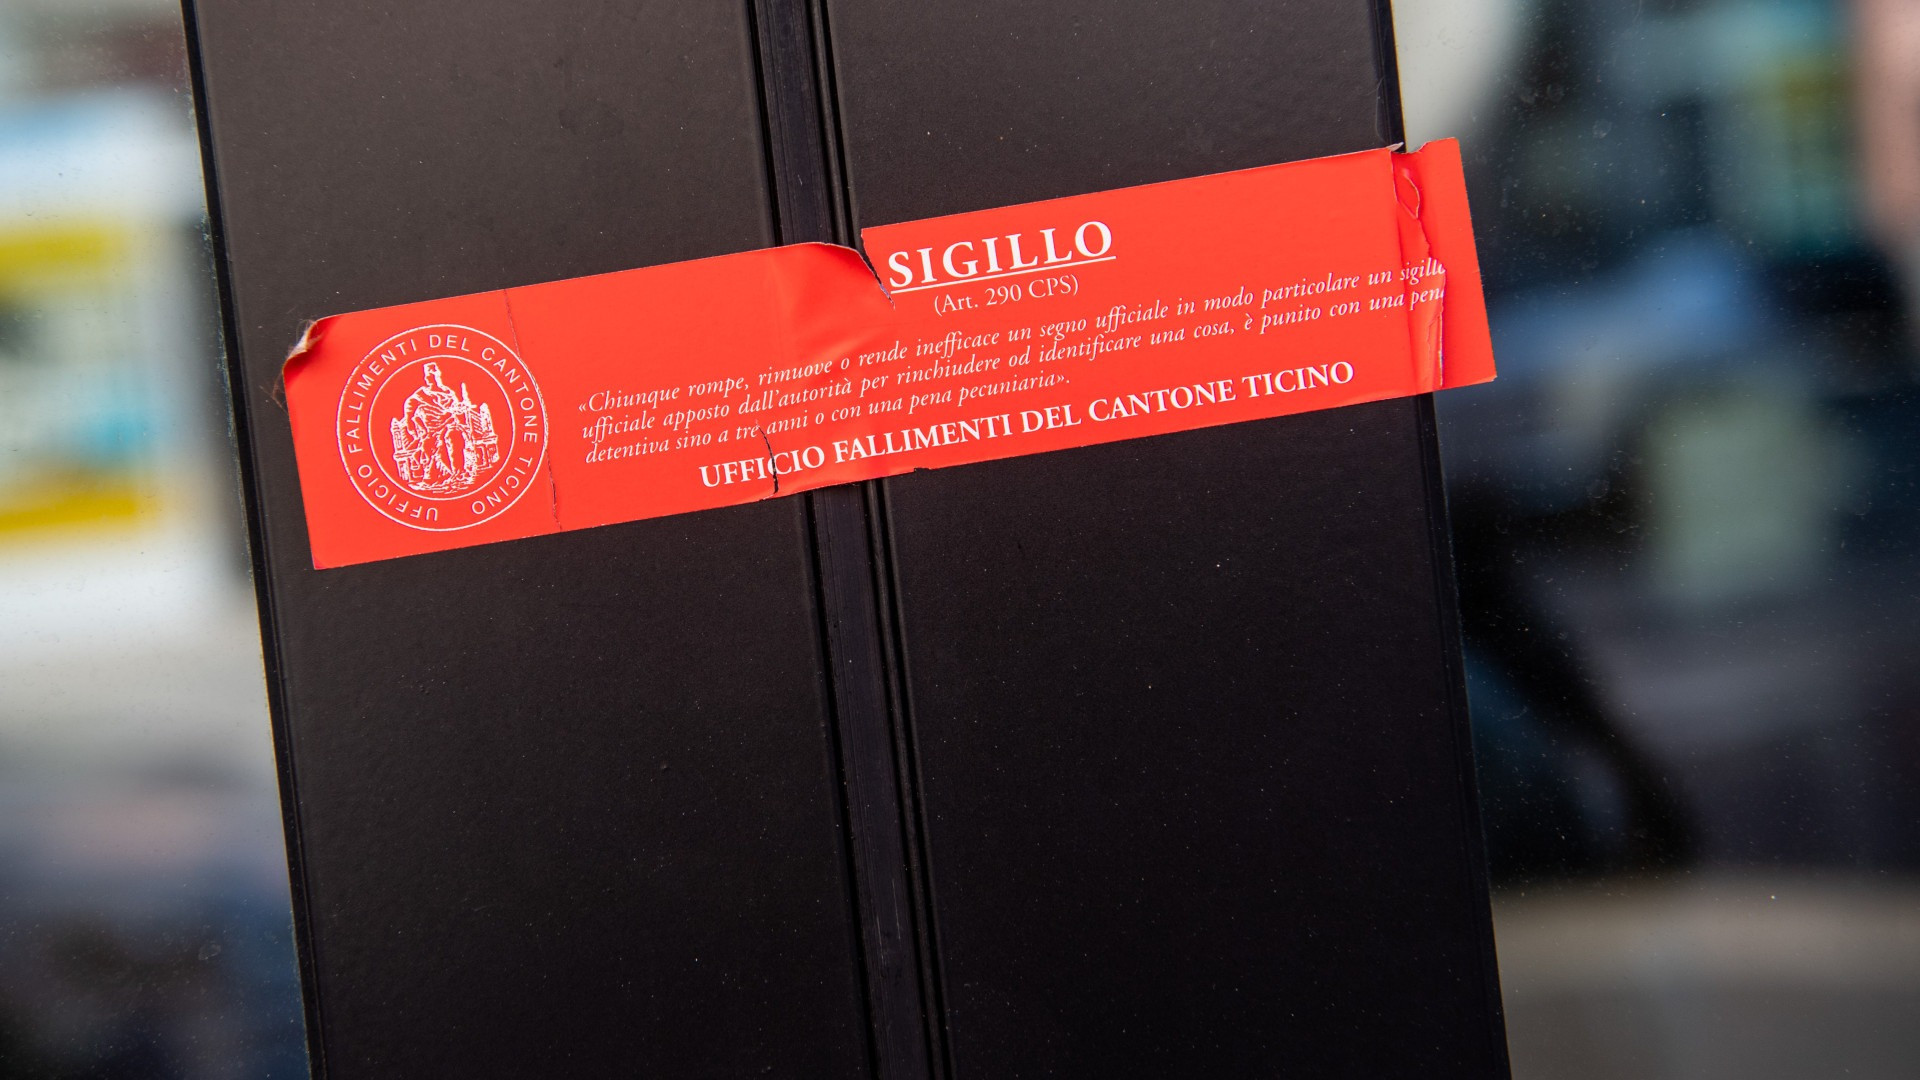 SIGILLO
(Art. 290 CPS)
«Chiunque rompe, rimuove o rende inefficace un segno ufficiale in modo particolare un sigillo
ufficiale apposto dall'autorità per rinchiudere od identificare una cosa, è punito con una pena
detentiva sino a tre anni o con una pena pecuniaria».
UFFICIO FALLIMENTI DEL CANTONE TICINO
UFFICIO FALLIMENTI DEL CANTONE TICINO